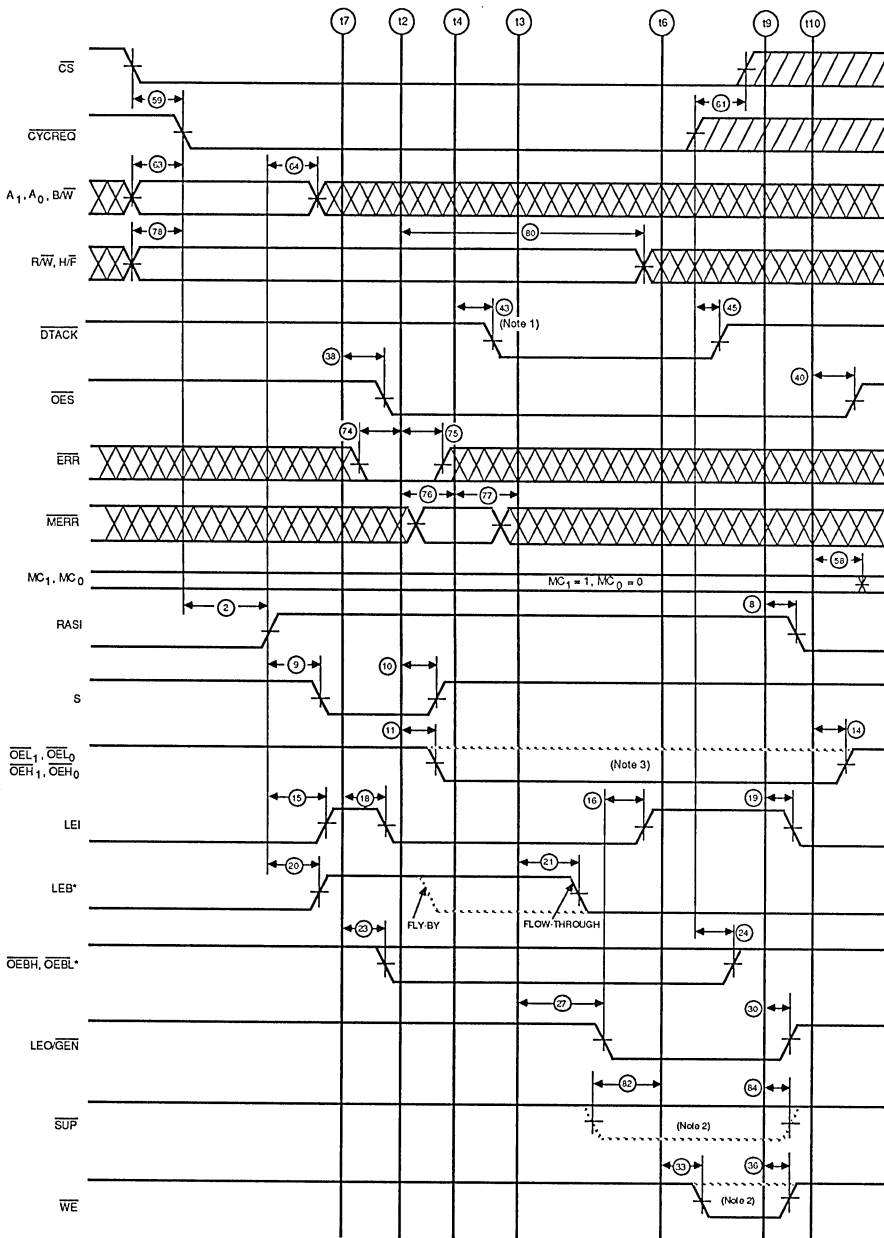 t7 t2 t4 t3 t6 t9 t10
CS
59 61
CYCREQ
63 64
A1, A0, B/W
78 80
R/W, H/F
43 (Note 1) 45
DTACK
38 40
OES
74 75
ERR
76 77
MERR
58
MC1, MC0 MC1 = 1, MC0 = 0
2 8
RASI
9 10
S
11 14
OEL1, OEL0
OEH1, OEH0 (Note 3)
15 18 16 19
LEI
20 21
LEB*
FLY-BY FLOW-THROUGH
23 24
OEBH, OEBL*
27 30
LEO/GEN
82 84
SUP (Note 2)
33 36
WE (Note 2)